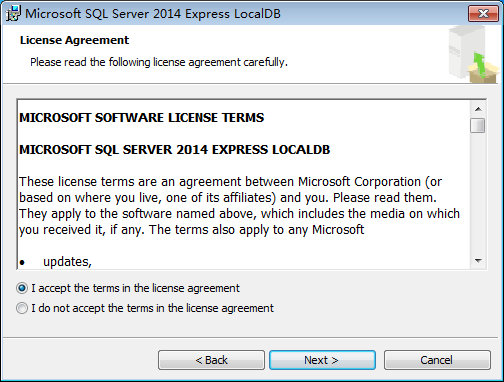 Microsoft SQL Server 2014 Express LocalDB
License Agreement
Please read the following license agreement carefully.
MICROSOFT SOFTWARE LICENSE TERMS
MICROSOFT SQL SERVER 2014 EXPRESS LOCALDB
These license terms are an agreement between Microsoft Corporation (or
based on where you live, one of its affiliates) and you. Please read them.
They apply to the software named above, which includes the media on which
you received it, if any. The terms also apply to any Microsoft
• updates,
I accept the terms in the license agreement
I do not accept the terms in the license agreement
< Back
Next >
Cancel